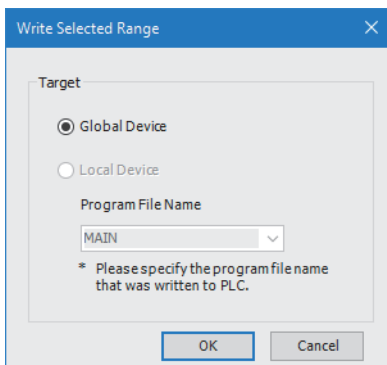 Write Selected Range
Target
Global Device
Local Device
Program File Name
MAIN
* Please specify the program file name
that was written to PLC.
OK Cancel